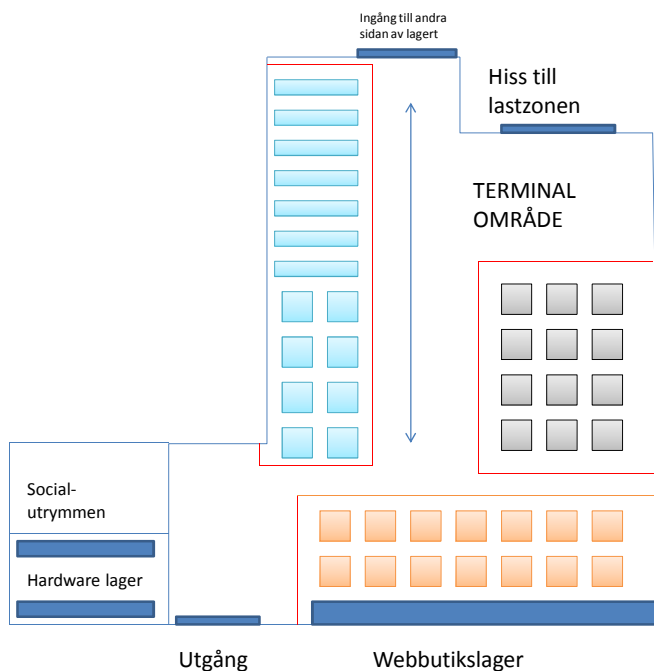 Ingång till andra
sidan av lagert
Hiss till
lastzonen
TERMINAL
OMRÅDE
Social-
utrymmen
Hardware lager
Utgång
Webbutikslager